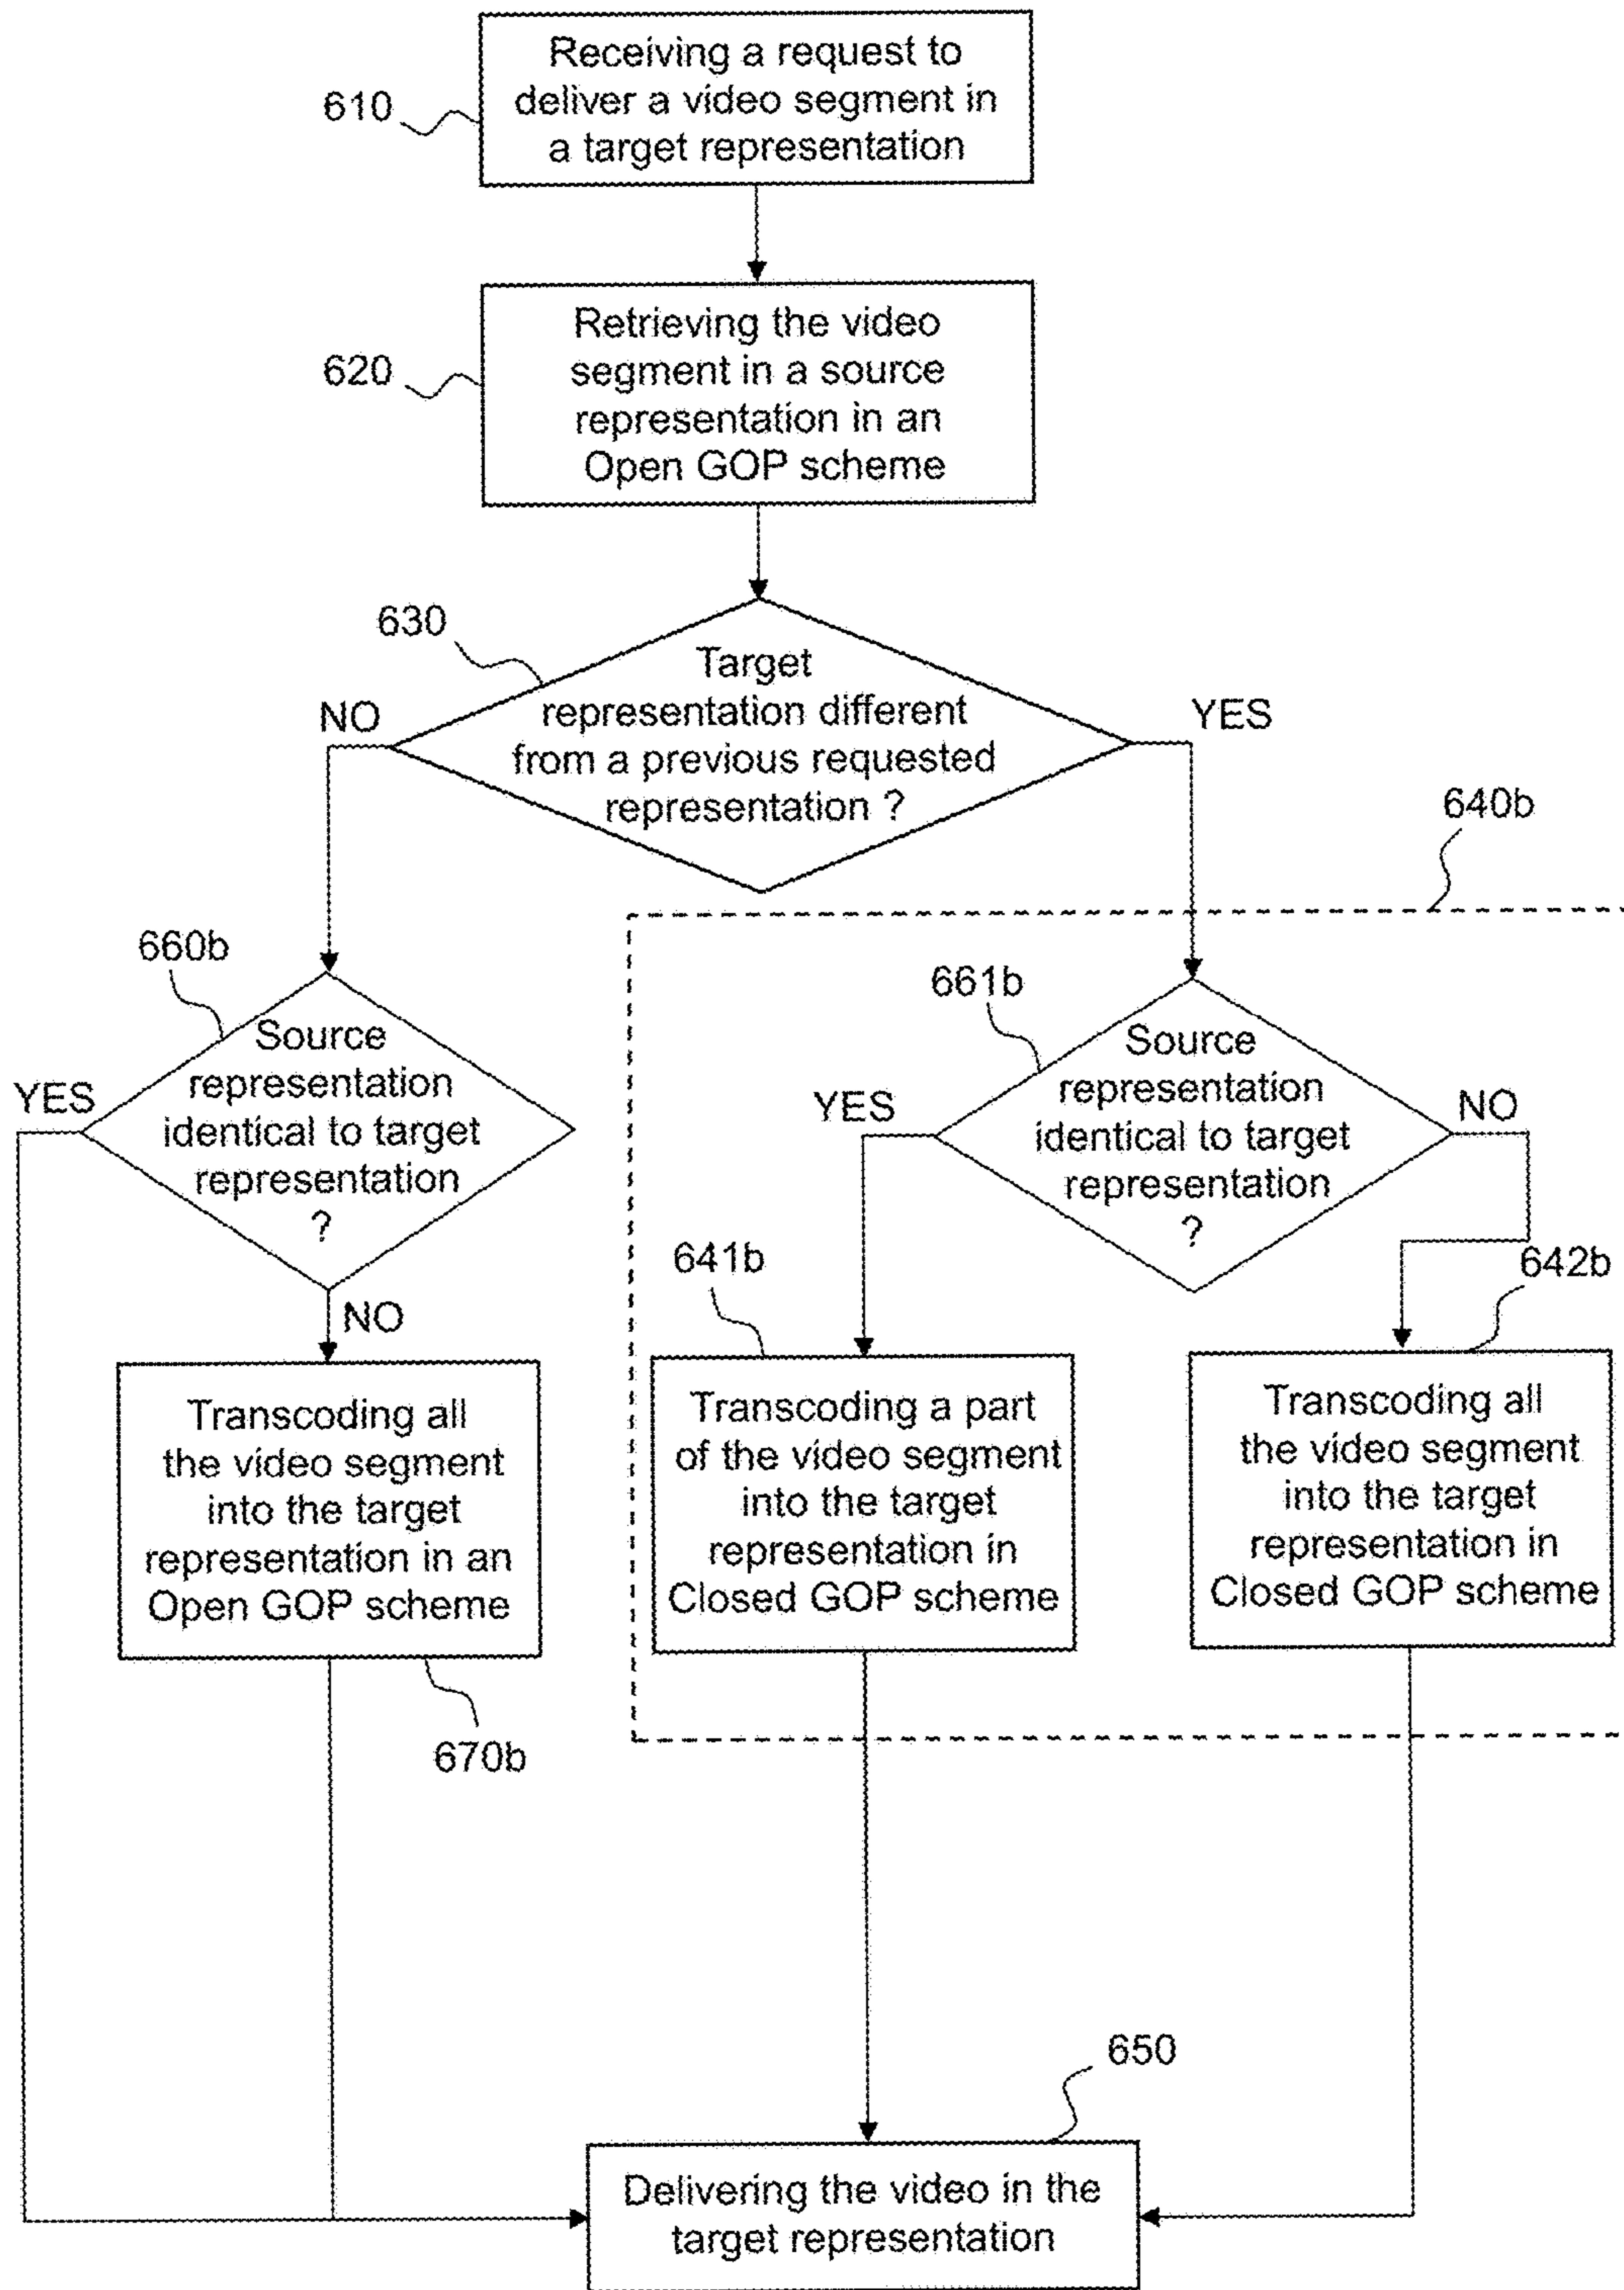 Receiving a request to
deliver a video segment in
a target representation
610
Retrieving the video
segment in a source
representation in an
Open GOP scheme
620
630
Target
representation different
from a previous requested
representation ?
NO
YES
640b
660b
Source
representation
identical to target
representation
?
YES
NO
661b
Source
representation
identical to target
representation
?
YES
NO
641b
642b
Transcoding all
the video segment
into the target
representation in an
Open GOP scheme
670b
Transcoding a part
of the video segment
into the target
representation in
Closed GOP scheme
Transcoding all
the video segment
into the target
representation in
Closed GOP scheme
650
Delivering the video in the
target representation